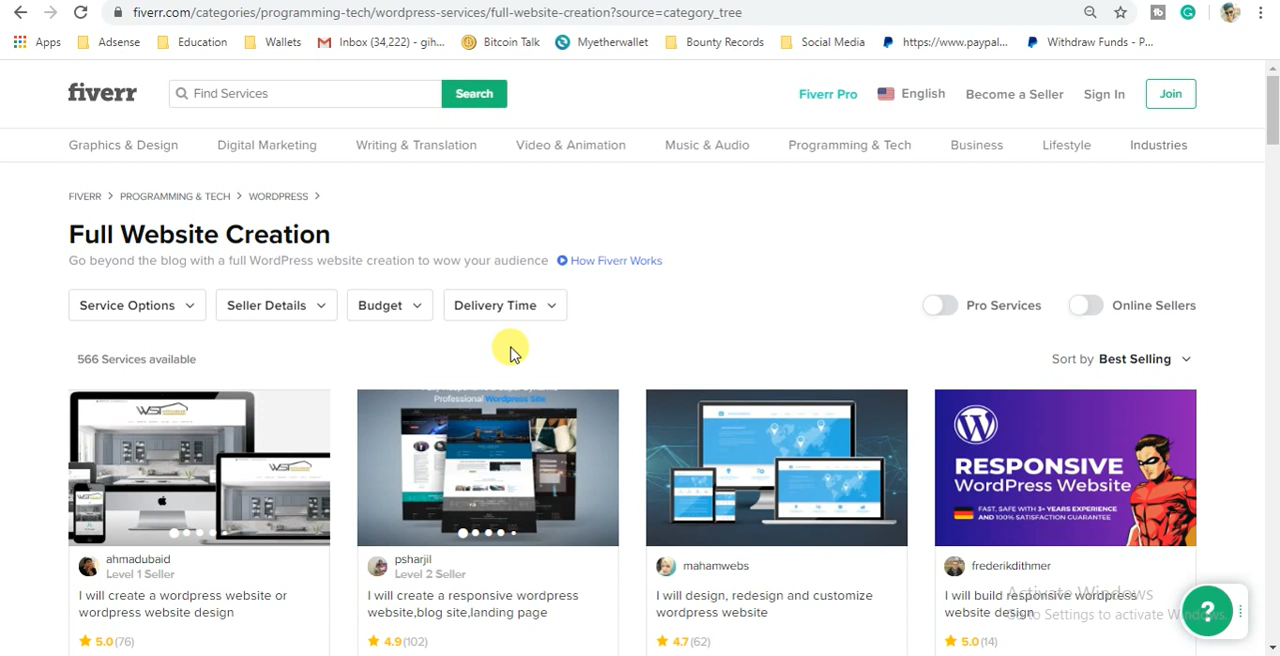 fiverr.com/categories/programming-tech/wordpress-services/full-website-creation?source=category_tree
Apps Adsense Education Wallets Inbox (34,222) - gih... Bitcoin Talk Myetherwallet Bounty Records Social Media https://www.paypal... Withdraw Funds - P...
fiverr Find Services Search Fiverr Pro English Become a Seller Sign In Join
Graphics & Design Digital Marketing Writing & Translation Video & Animation Music & Audio Programming & Tech Business Lifestyle Industries
FIVERR > PROGRAMMING & TECH > WORDPRESS >
Full Website Creation
Go beyond the blog with a full WordPress website creation to wow your audience How Fiverr Works
Service Options Seller Details Budget Delivery Time Pro Services Online Sellers
566 Services available Sort by Best Selling
WSI
WSI
WSI
Professional Wordpress Site
RESPONSIVE
WordPress Website
FAST, SAFE WITH 3+ YEARS EXPERIENCE
AND 100% SATISFACTION GUARANTEE
ahmadubaid
Level 1 Seller
I will create a wordpress website or
wordpress website design
5.0 (76)
psharjil
Level 2 Seller
I will create a responsive wordpress
website,blog site,landing page
4.9 (102)
mahamwebs
I will design, redesign and customize
wordpress website
4.7 (62)
frederikdithmer
I will build responsive wordpress
website design
5.0 (14)
Activate Windows
Go to Settings to activate Windows.
?